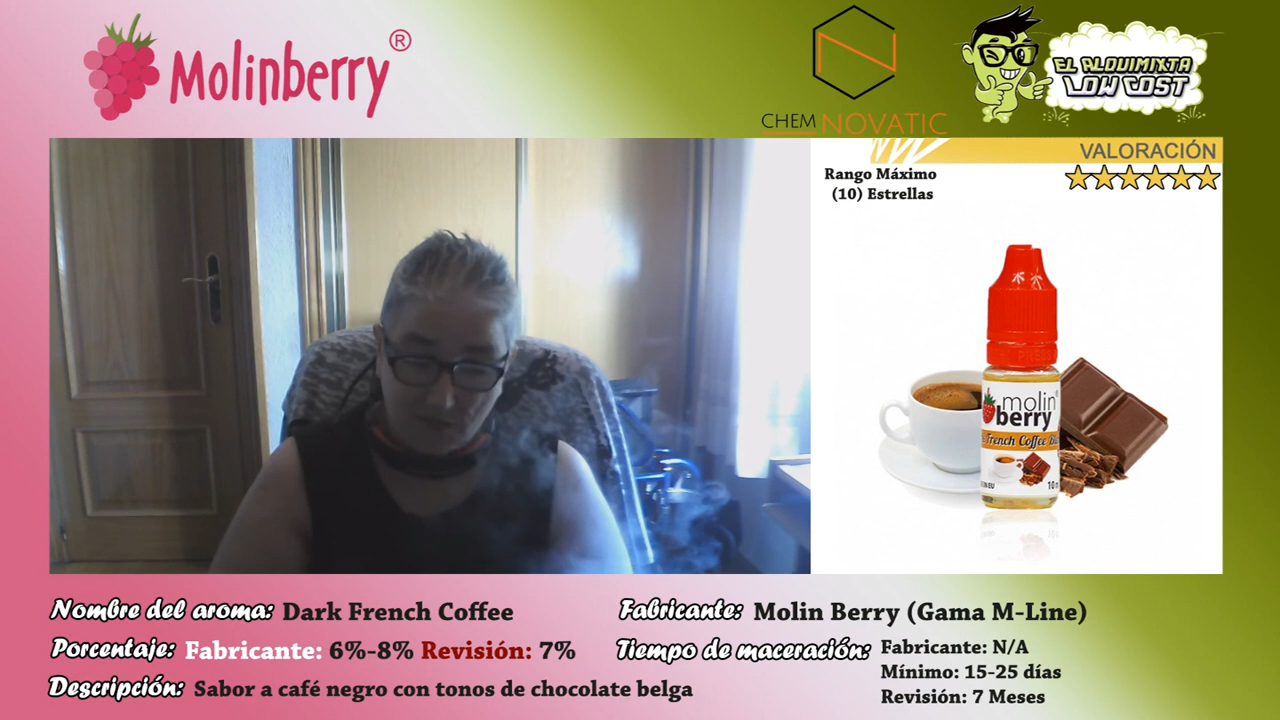 Molinberry®
CHEM NOVATIC
EL ALQUIMIXTA
LOW COST
VALORACIÓN
Rango Máximo
(10) Estrellas
PRESS
molin
berry
French Coffee
10
Nombre del aroma: Dark French Coffee
Fabricante: Molin Berry (Gama M-Line)
Porcentaje: Fabricante: 6%-8% Revisión: 7%
Tiempo de maceración: Fabricante: N/A
Mínimo: 15-25 días
Revisión: 7 Meses
Descripción: Sabor a café negro con tonos de chocolate belga